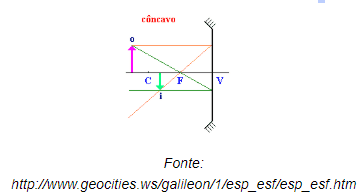 côncavo
o
C F V
i
Fonte:
http://www.geocities.ws/galileon/1/esp_esf/esp_esf.htm